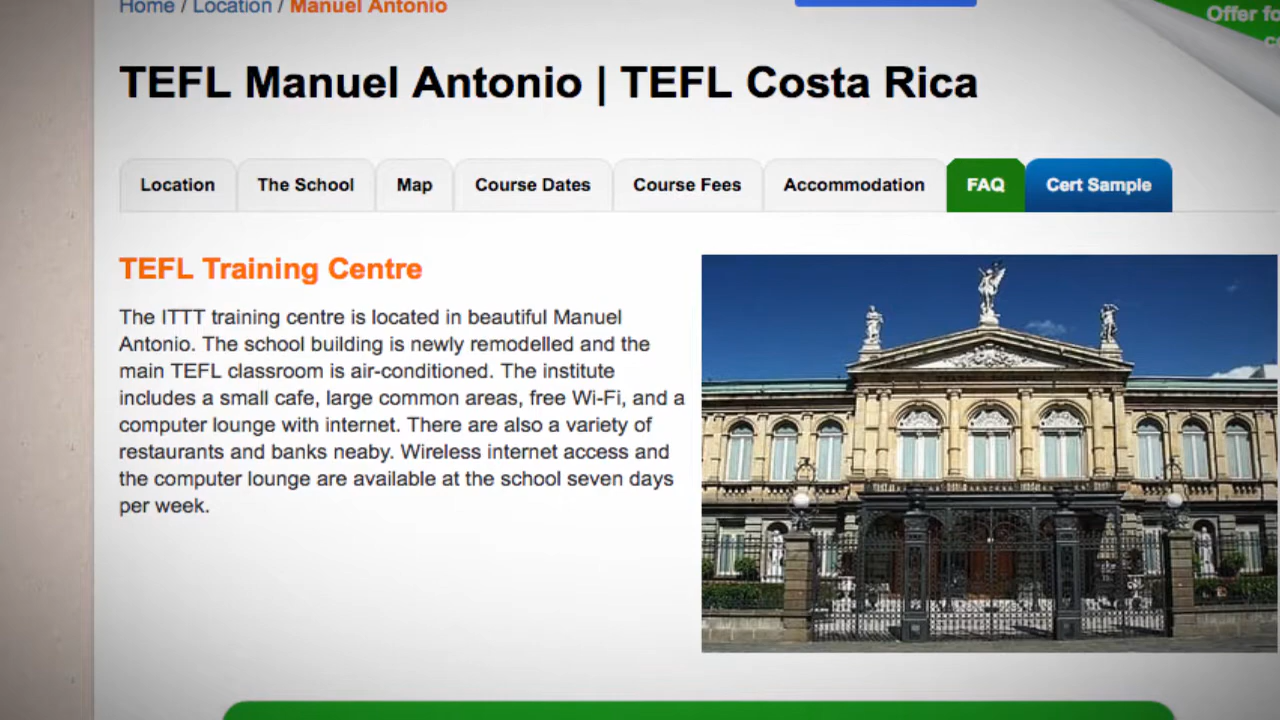 Home / Location / Manuel Antonio
Offer fo
TEFL Manuel Antonio | TEFL Costa Rica
Location The School Map Course Dates Course Fees Accommodation FAQ Cert Sample
TEFL Training Centre
The ITTT training centre is located in beautiful Manuel
Antonio. The school building is newly remodelled and the
main TEFL classroom is air-conditioned. The institute
includes a small cafe, large common areas, free Wi-Fi, and a
computer lounge with internet. There are also a variety of
restaurants and banks neaby. Wireless internet access and
the computer lounge are available at the school seven days
per week.